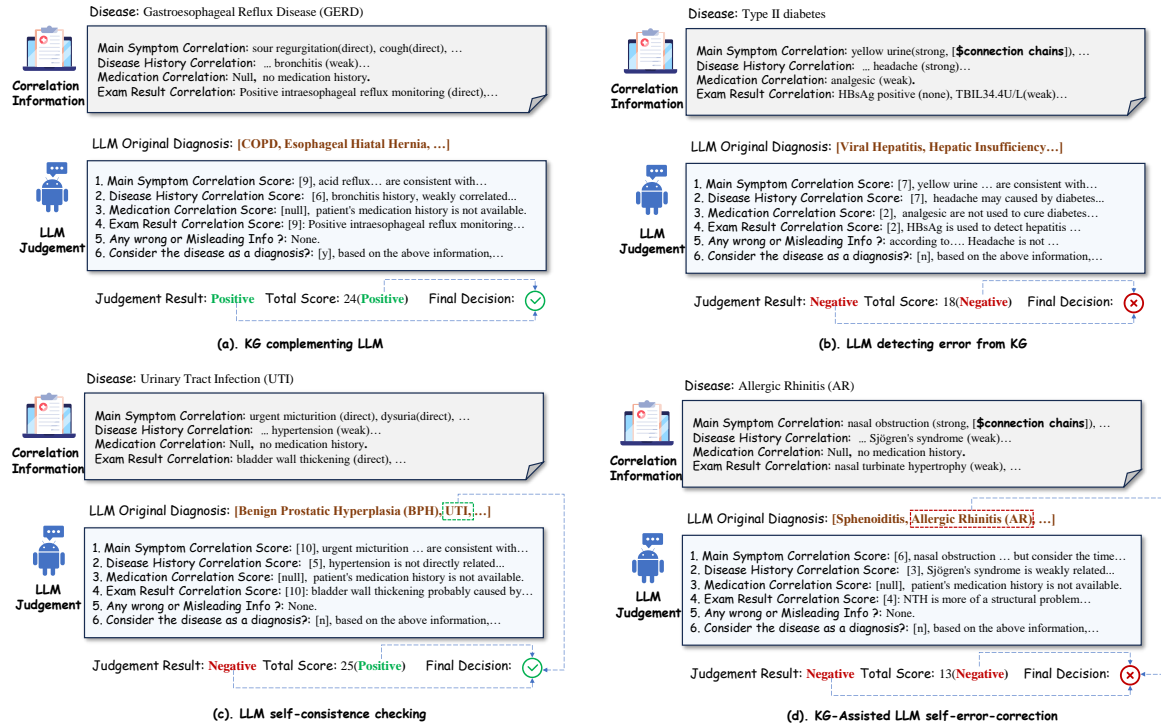 Disease: Gastroesophageal Reflux Disease (GERD)
Correlation Information
Main Symptom Correlation: sour regurgitation(direct), cough(direct), …
Disease History Correlation: … bronchitis (weak)…
Medication Correlation: Null, no medication history.
Exam Result Correlation: Positive intraesophageal reflux monitoring (direct),…
LLM Original Diagnosis: [COPD, Esophageal Hiatal Hernia, …]
LLM Judgement
1. Main Symptom Correlation Score: [9], acid reflux… are consistent with…
2. Disease History Correlation Score: [6], bronchitis history, weakly correlated...
3. Medication Correlation Score: [null], patient's medication history is not available.
4. Exam Result Correlation Score: [9]: Positive intraesophageal reflux monitoring…
5. Any wrong or Misleading Info ?: None.
6. Consider the disease as a diagnosis?: [y], based on the above information,…
Judgement Result: Positive Total Score: 24(Positive) Final Decision:
(a). KG complementing LLM
Disease: Type II diabetes
Correlation Information
Main Symptom Correlation: yellow urine(strong, [$connection chains]), …
Disease History Correlation: … headache (strong)…
Medication Correlation: analgesic (weak).
Exam Result Correlation: HBsAg positive (none), TBIL34.4U/L(weak)…
LLM Original Diagnosis: [Viral Hepatitis, Hepatic Insufficiency…]
LLM Judgement
1. Main Symptom Correlation Score: [7], yellow urine … are consistent with…
2. Disease History Correlation Score: [7], headache may caused by diabetes...
3. Medication Correlation Score: [2], analgesic are not used to cure diabetes…
4. Exam Result Correlation Score: [2], HBsAg is used to detect hepatitis …
5. Any wrong or Misleading Info ?: according to…. Headache is not …
6. Consider the disease as a diagnosis?: [n], based on the above information,…
Judgement Result: Negative Total Score: 18(Negative) Final Decision:
(b). LLM detecting error from KG
Disease: Urinary Tract Infection (UTI)
Correlation Information
Main Symptom Correlation: urgent micturition (direct), dysuria(direct), …
Disease History Correlation: … hypertension (weak)…
Medication Correlation: Null, no medication history.
Exam Result Correlation: bladder wall thickening (direct), …
LLM Original Diagnosis: [Benign Prostatic Hyperplasia (BPH), UTI, …]
LLM Judgement
1. Main Symptom Correlation Score: [10], urgent micturition … are consistent with…
2. Disease History Correlation Score: [5], hypertension is not directly related...
3. Medication Correlation Score: [null], patient's medication history is not available.
4. Exam Result Correlation Score: [10]: bladder wall thickening probably caused by…
5. Any wrong or Misleading Info ?: None.
6. Consider the disease as a diagnosis?: [n], based on the above information,…
Judgement Result: Negative Total Score: 25(Positive) Final Decision:
(c). LLM self-consistence checking
Disease: Allergic Rhinitis (AR)
Correlation Information
Main Symptom Correlation: nasal obstruction (strong, [$connection chains]), …
Disease History Correlation: … Sjögren's syndrome (weak)…
Medication Correlation: Null, no medication history.
Exam Result Correlation: nasal turbinate hypertrophy (weak), …
LLM Original Diagnosis: [Sphenoiditis, Allergic Rhinitis (AR), …]
LLM Judgement
1. Main Symptom Correlation Score: [6], nasal obstruction … but consider the time…
2. Disease History Correlation Score: [3], Sjögren's syndrome is weakly related...
3. Medication Correlation Score: [null], patient's medication history is not available.
4. Exam Result Correlation Score: [4]: NTH is more of a structural problem…
5. Any wrong or Misleading Info ?: None.
6. Consider the disease as a diagnosis?: [n], based on the above information,…
Judgement Result: Negative Total Score: 13(Negative) Final Decision:
(d). KG-Assisted LLM self-error-correction